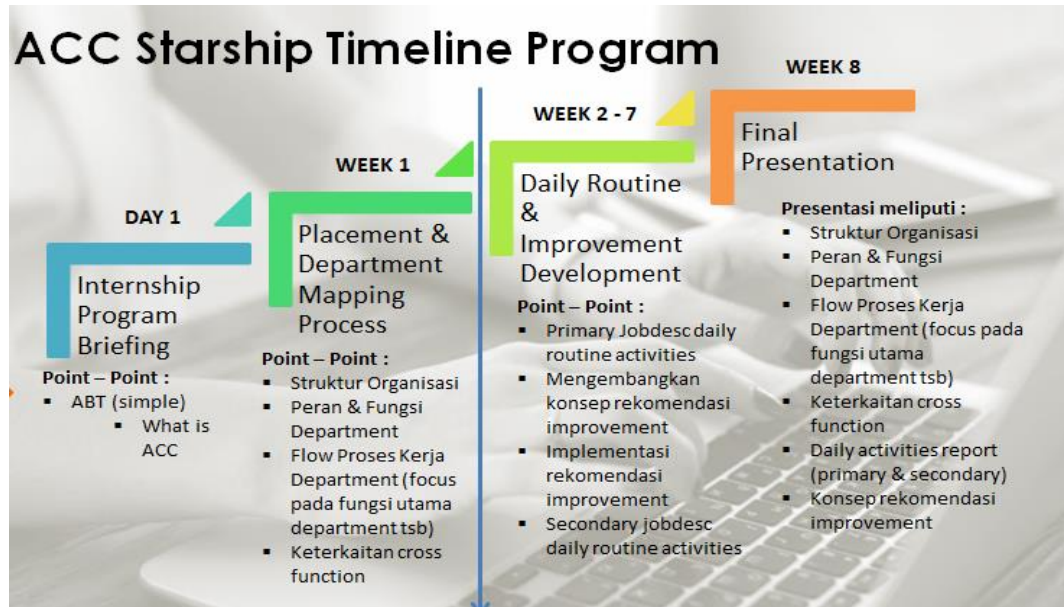 ACC Starship Timeline Program
DAY 1
Internship
Program
Briefing
Point – Point :
▪ ABT (simple)
▪ What is
ACC
WEEK 1
Placement &
Department
Mapping
Process
Point – Point :
▪ Struktur Organisasi
▪ Peran & Fungsi
Department
▪ Flow Proses Kerja
Department (focus
pada fungsi utama
department tsb)
▪ Keterkaitan cross
function
WEEK 2 - 7
Daily Routine
&
Improvement
Development
Point – Point :
▪ Primary Jobdesc daily
routine activities
▪ Mengembangkan
konsep rekomendasi
improvement
▪ Implementasi
rekomendasi
improvement
▪ Secondary jobdesc
daily routine activities
WEEK 8
Final
Presentation
Presentasi meliputi :
▪ Struktur Organisasi
▪ Peran & Fungsi
Department
▪ Flow Proses Kerja
Department (focus pada
fungsi utama
department tsb)
▪ Keterkaitan cross
function
▪ Daily activities report
(primary & secondary)
▪ Konsep rekomendasi
improvement